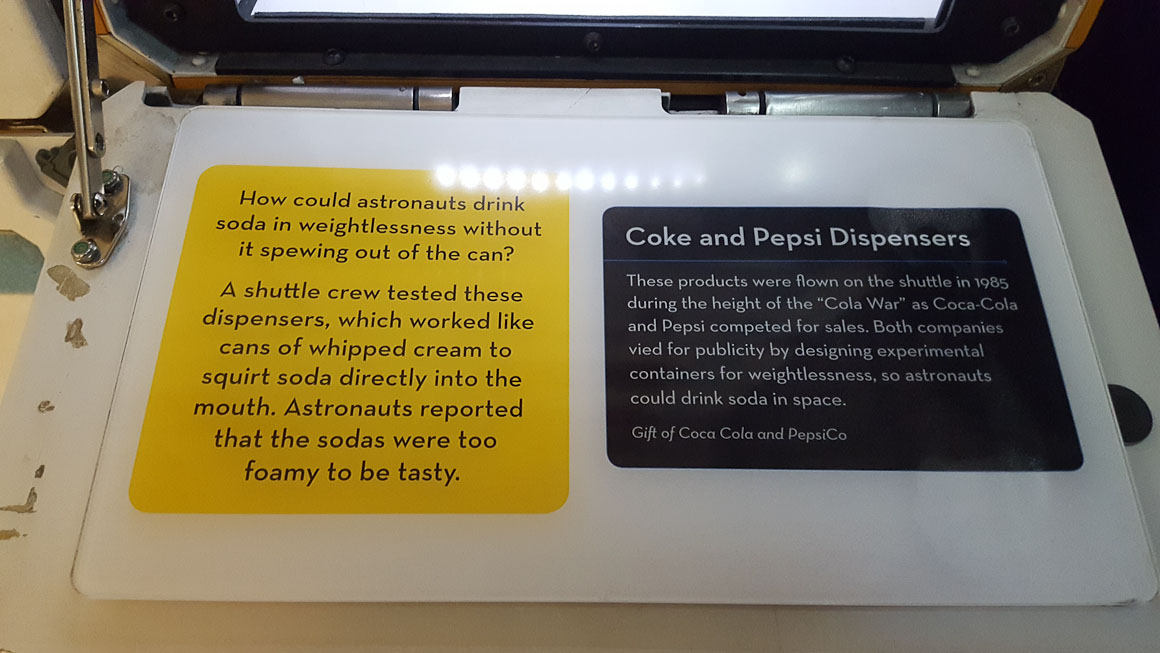 How could astronauts drink
soda in weightlessness without
it spewing out of the can?
A shuttle crew tested these
dispensers, which worked like
cans of whipped cream to
squirt soda directly into the
mouth. Astronauts reported
that the sodas were too
foamy to be tasty.
Coke and Pepsi Dispensers
These products were flown on the shuttle in 1985
during the height of the “Cola War” as Coca-Cola
and Pepsi competed for sales. Both companies
vied for publicity by designing experimental
containers for weightlessness, so astronauts
could drink soda in space.
Gift of Coca Cola and PepsiCo